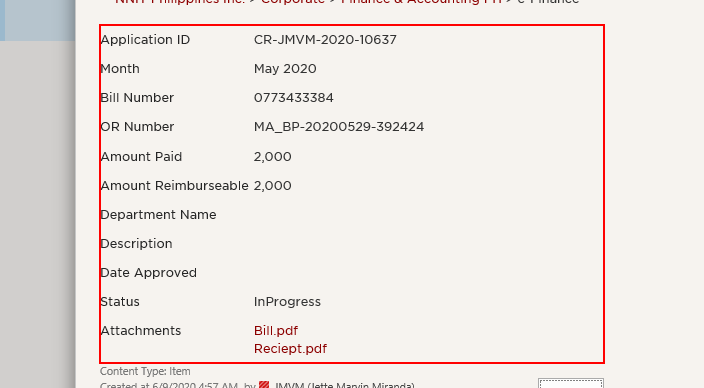 NNIT Philippines Inc. > Corporate > Finance & Accounting PH > e-Finance
Application ID CR-JMVM-2020-10637
Month May 2020
Bill Number 0773433384
OR Number MA_BP-20200529-392424
Amount Paid 2,000
Amount Reimburseable 2,000
Department Name
Description
Date Approved
Status InProgress
Attachments Bill.pdf
Reciept.pdf
Content Type: Item
Created at 6/9/2020 4:57 AM by JMVM (Jette Marvin Miranda)